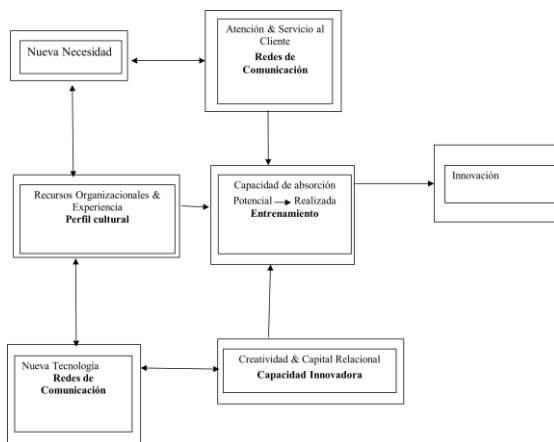 Atención & Servicio al
Cliente
Redes de
Comunicación
Nueva Necesidad
Recursos Organizacionales &
Experiencia
Perfil cultural
Capacidad de absorción
Potencial → Realizada
Entrenamiento
Innovación
Nueva Tecnología
Redes de
Comunicación
Creatividad & Capital Relacional
Capacidad Innovadora